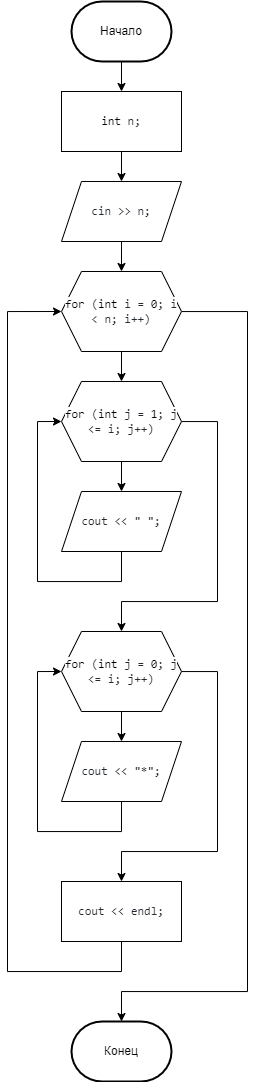 Начало
int n;
cin >> n;
for (int i = 0; i
< n; i++)
for (int j = 1; j
<= i; j++)
cout << " ";
for (int j = 0; j
<= i; j++)
cout << "*";
cout << endl;
Конец